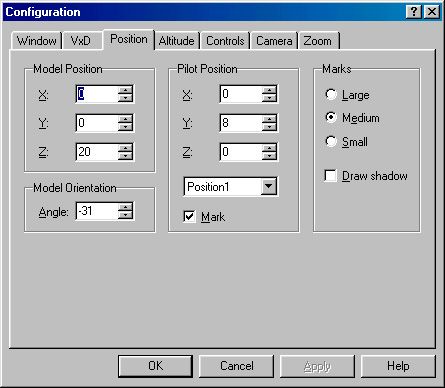 Configuration
Window VxD Position Altitude Controls Camera Zoom
Model Position
X: 0
Y: 0
Z: 20
Model Orientation
Angle: -31
Pilot Position
X: 0
Y: 8
Z: 0
Position1
Mark
Marks
Large
Medium
Small
Draw shadow
OK Cancel Apply Help